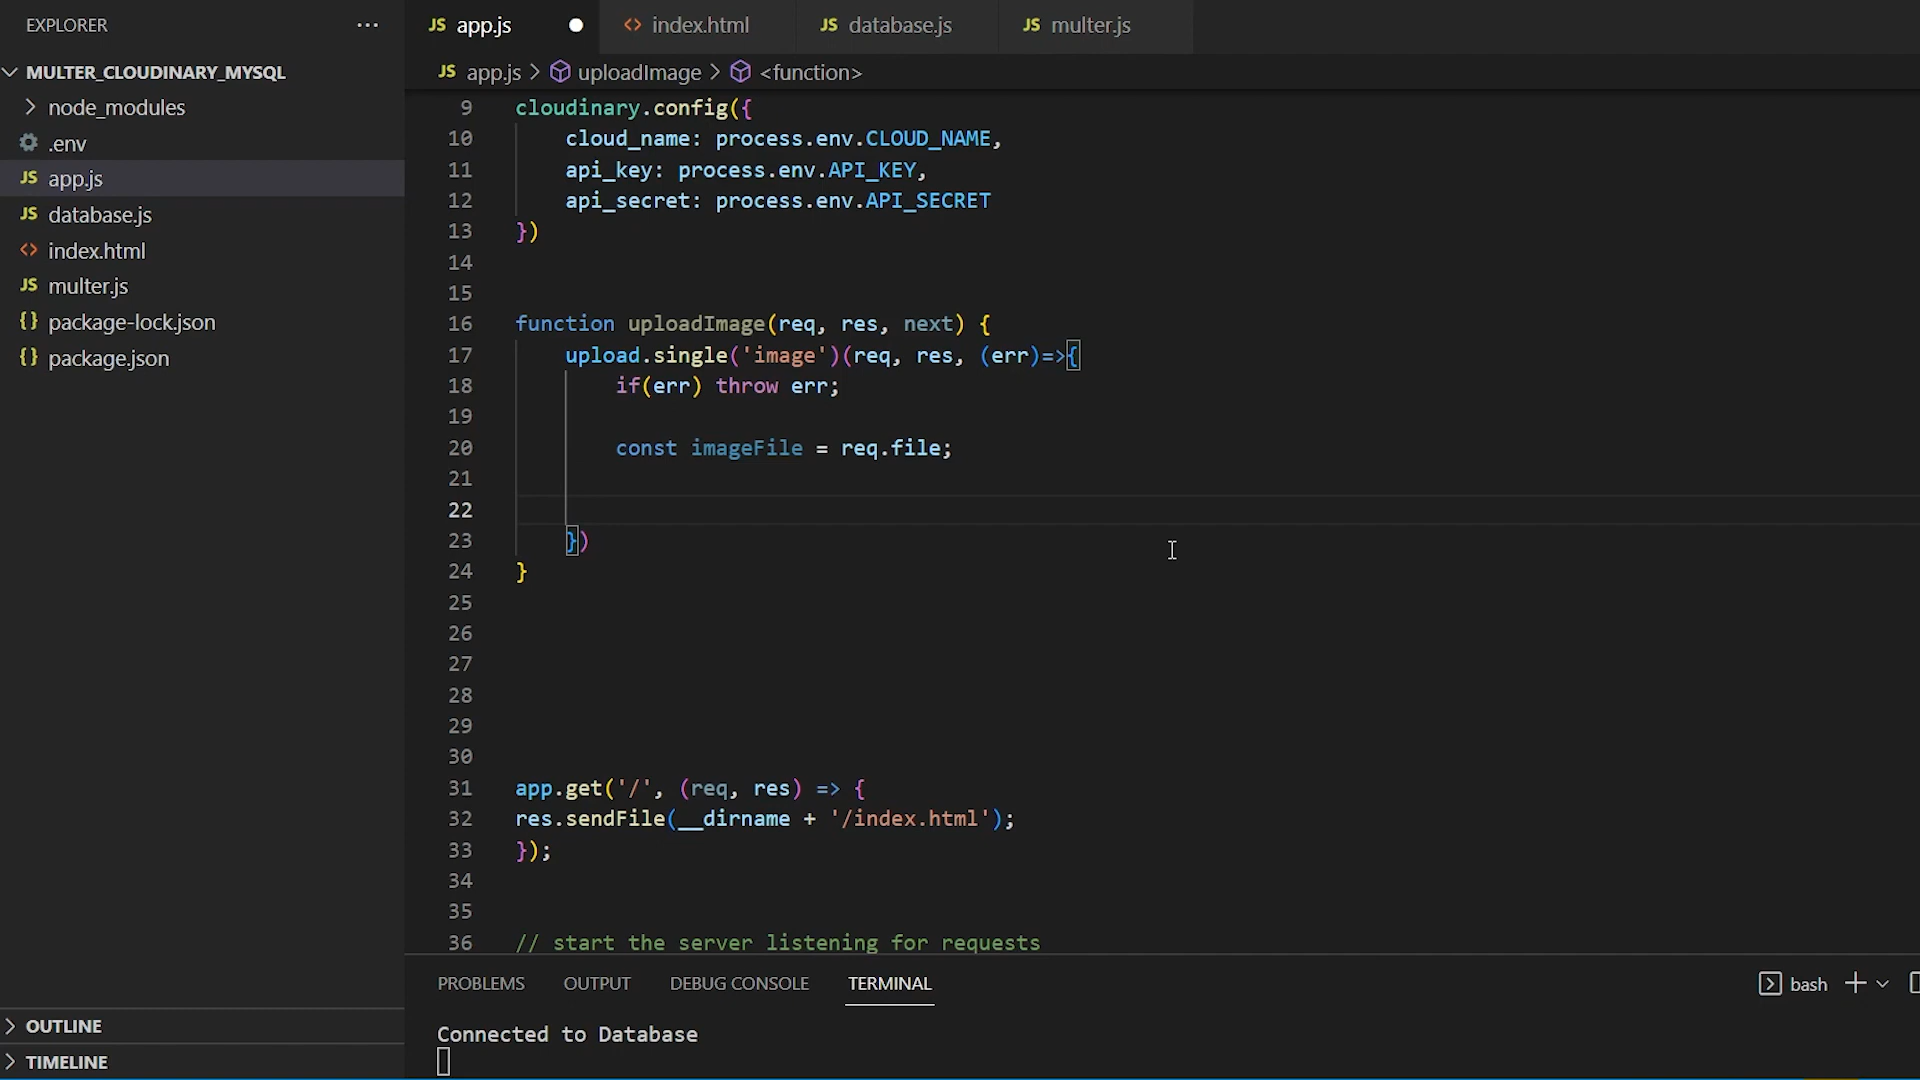 EXPLORER
MULTER_CLOUDINARY_MYSQL
node_modules
.env
JS app.js
JS database.js
<> index.html
JS multer.js
{} package-lock.json
{} package.json
OUTLINE
TIMELINE
JS app.js <> index.html JS database.js JS multer.js
JS app.js > uploadImage > <function>
9 cloudinary.config({
10 cloud_name: process.env.CLOUD_NAME,
11 api_key: process.env.API_KEY,
12 api_secret: process.env.API_SECRET
13 })
14
15
16 function uploadImage(req, res, next) {
17 upload.single('image')(req, res, (err)=>{
18 if(err) throw err;
19
20 const imageFile = req.file;
21
22
23 })
24 }
25
26
27
28
29
30
31 app.get('/', (req, res) => {
32 res.sendFile(__dirname + '/index.html');
33 });
34
35
36 // start the server listening for requests
PROBLEMS OUTPUT DEBUG CONSOLE TERMINAL bash
Connected to Database